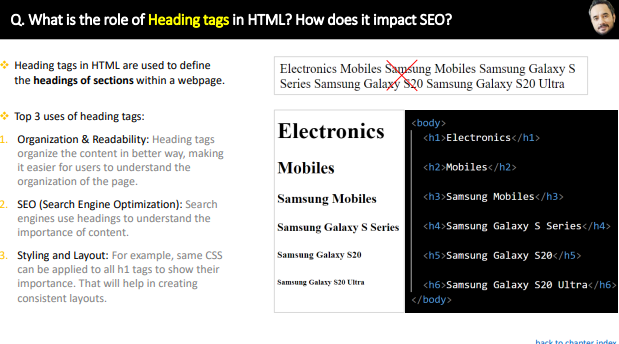 Q. What is the role of Heading tags in HTML? How does it impact SEO?
❖ Heading tags in HTML are used to define
the headings of sections within a webpage.
❖ Top 3 uses of heading tags:
1. Organization & Readability: Heading tags
organize the content in better way, making
it easier for users to understand the
organization of the page.
2. SEO (Search Engine Optimization): Search
engines use headings to understand the
importance of content.
3. Styling and Layout: For example, same CSS
can be applied to all h1 tags to show their
importance. That will help in creating
consistent layouts.
Electronics Mobiles Samsung Mobiles Samsung Galaxy S
Series Samsung Galaxy S20 Samsung Galaxy S20 Ultra
Electronics
Mobiles
Samsung Mobiles
Samsung Galaxy S Series
Samsung Galaxy S20
Samsung Galaxy S20 Ultra
<body>
<h1>Electronics</h1>
<h2>Mobiles</h2>
<h3>Samsung Mobiles</h3>
<h4>Samsung Galaxy S Series</h4>
<h5>Samsung Galaxy S20</h5>
<h6>Samsung Galaxy S20 Ultra</h6>
</body>
back to chapter index